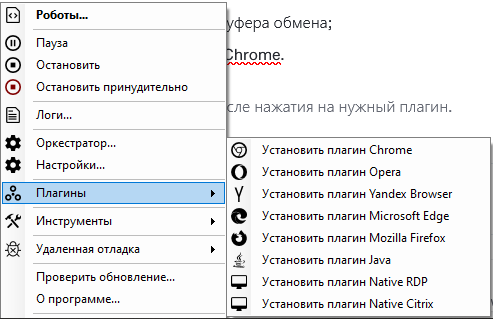 Роботы...
уфера обмена;
Пауза
Остановить
Chrome.
Остановить принудительно
Логи...
сле нажатия на нужный плагин.
Оркестратор...
Настройки...
Плагины
Инструменты
Удаленная отладка
Проверить обновление...
О программе...
Установить плагин Chrome
Установить плагин Opera
Установить плагин Yandex Browser
Установить плагин Microsoft Edge
Установить плагин Mozilla Firefox
Установить плагин Java
Установить плагин Native RDP
Установить плагин Native Citrix